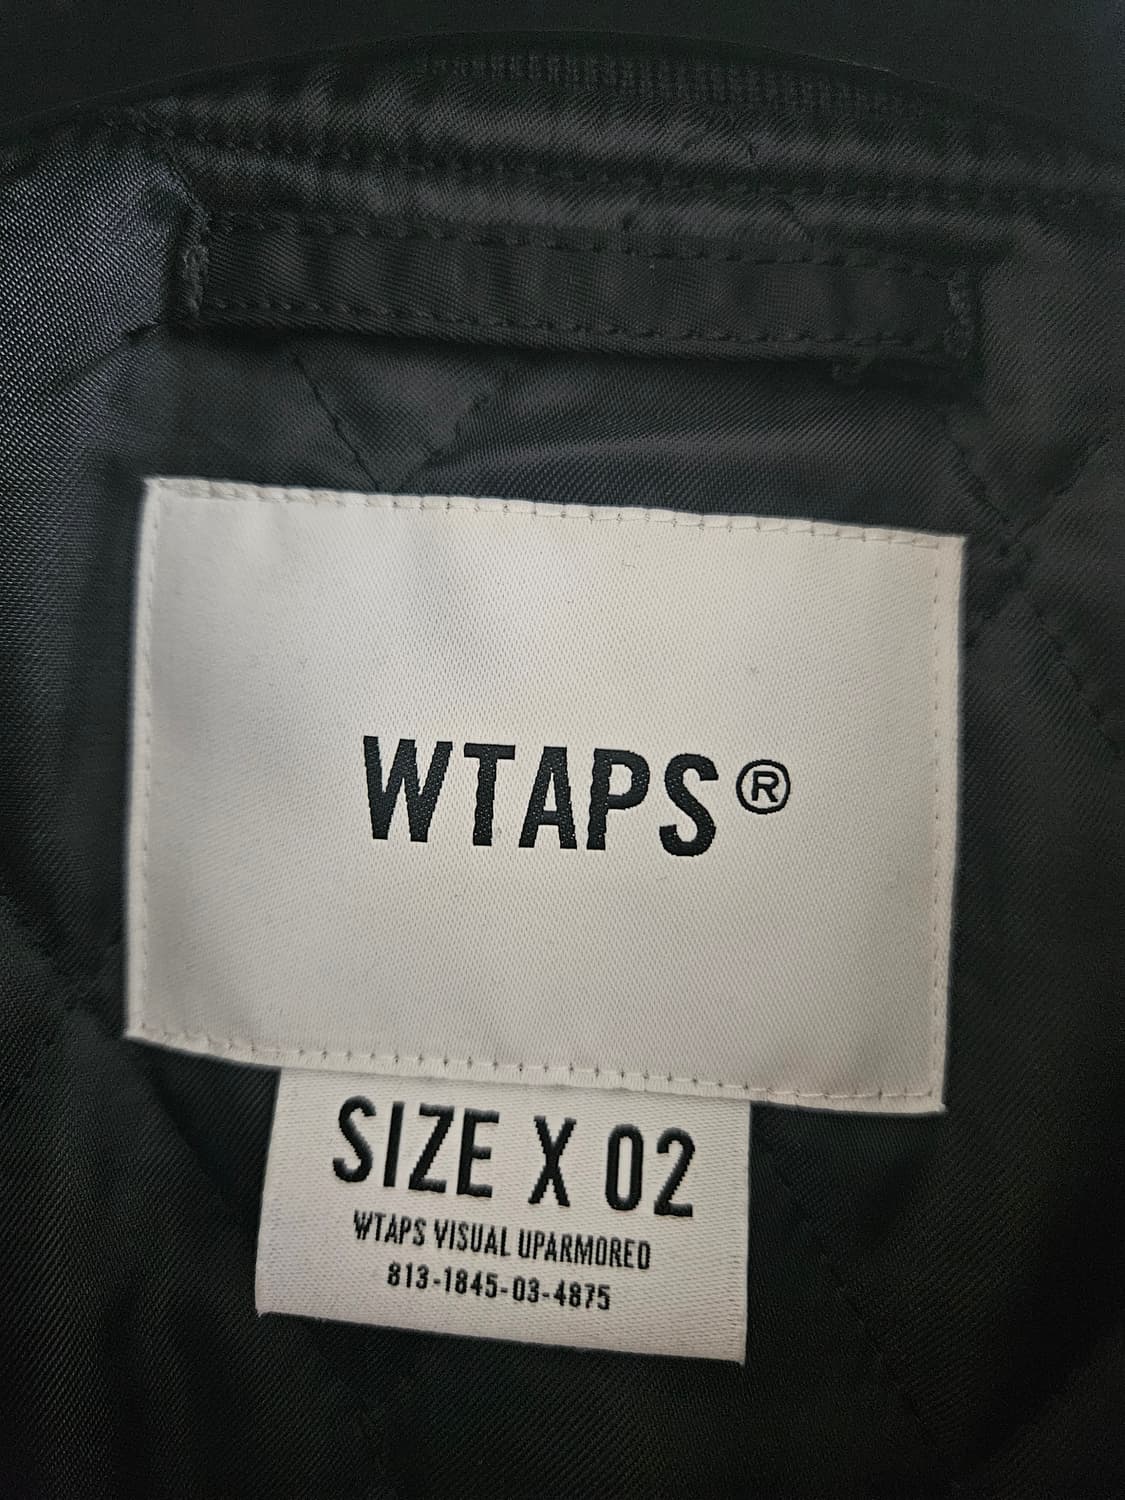 WTAPS®
SIZE X 02
WTAPS VISUAL UPARMORED
813-1845-03-4875